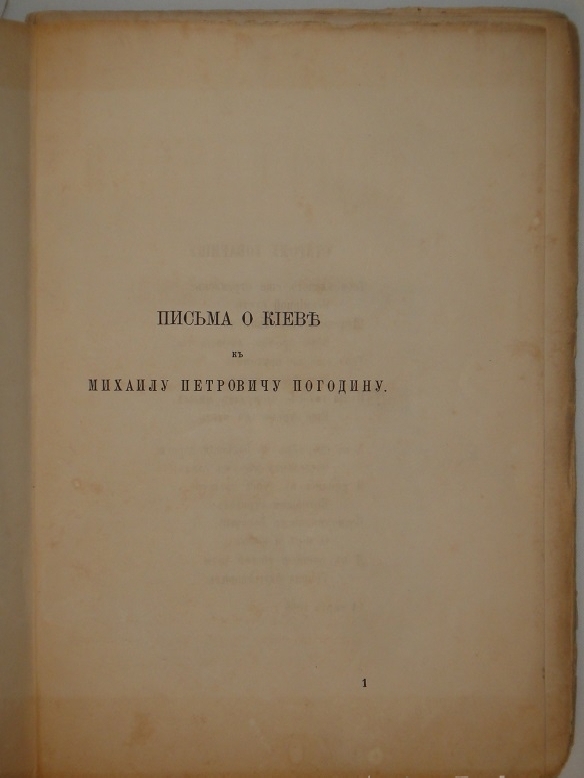 ПИСЬМА О КІЕВѢ
къ
МИХАИЛУ ПЕТРОВИЧУ ПОГОДИНУ.
1